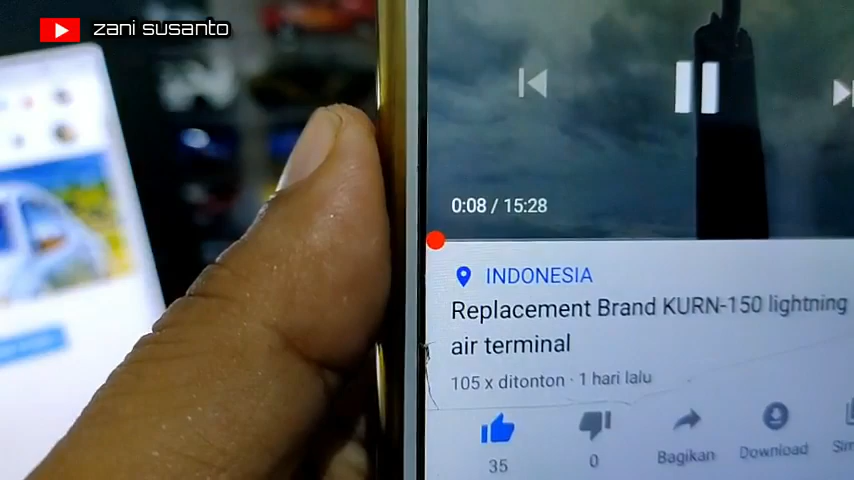 zani susanto
0:08 / 15:28
INDONESIA
Replacement Brand KURN-150 lightning
air terminal
105 x ditonton · 1 hari lalu
35
0
Bagikan
Download